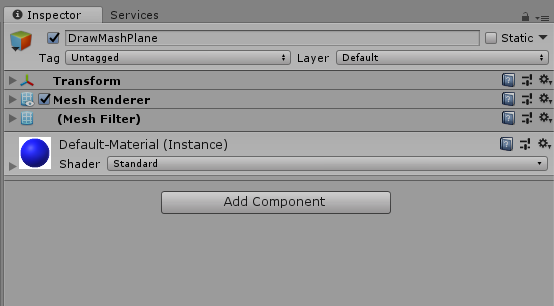 Inspector Services
DrawMashPlane Static
Tag Untagged Layer Default
Transform
Mesh Renderer
(Mesh Filter)
Default-Material (Instance)
Shader Standard
Add Component